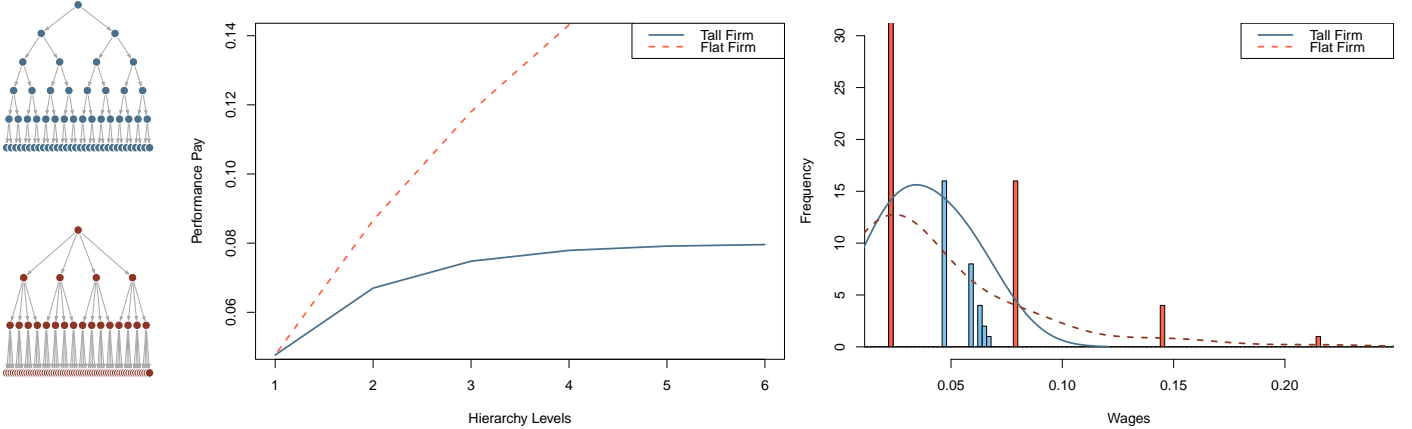 Performance Pay
0.14
0.12
0.10
0.08
0.06
1 2 3 4 5 6
Hierarchy Levels
Tall Firm
Flat Firm
Frequency
30
25
20
15
10
5
0
0.05 0.10 0.15 0.20
Wages
Tall Firm
Flat Firm